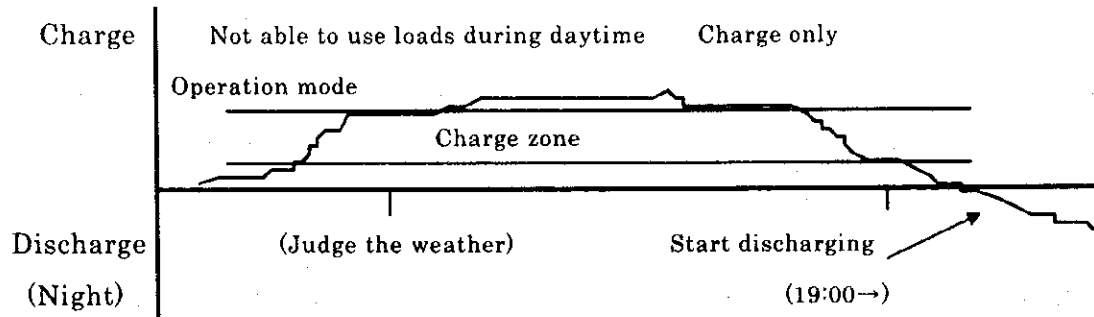 Charge
Not able to use loads during daytime
Charge only
Operation mode
Charge zone
Discharge
(Judge the weather)
Start discharging
(Night)
(19:00→)